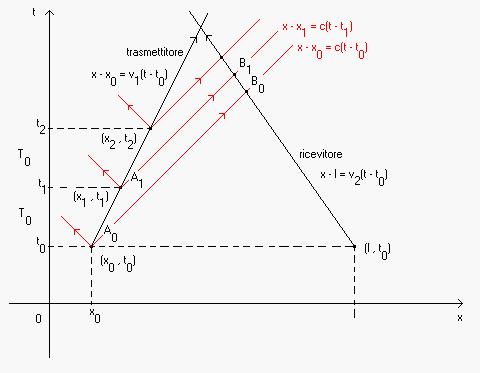 t
x - x₁ = c(t - t₁)
trasmettitore
x - x₀ = c(t - t₀)
x - x₀ = v₁(t - t₀)
B₁
B₀
t₂
(x₂ , t₂)
T₀
ricevitore
x - l = v₂(t - t₀)
A₁
t₁
(x₁ , t₁)
T₀
A₀
t₀
(x₀ , t₀)
(l , t₀)
0
x₀
l
x